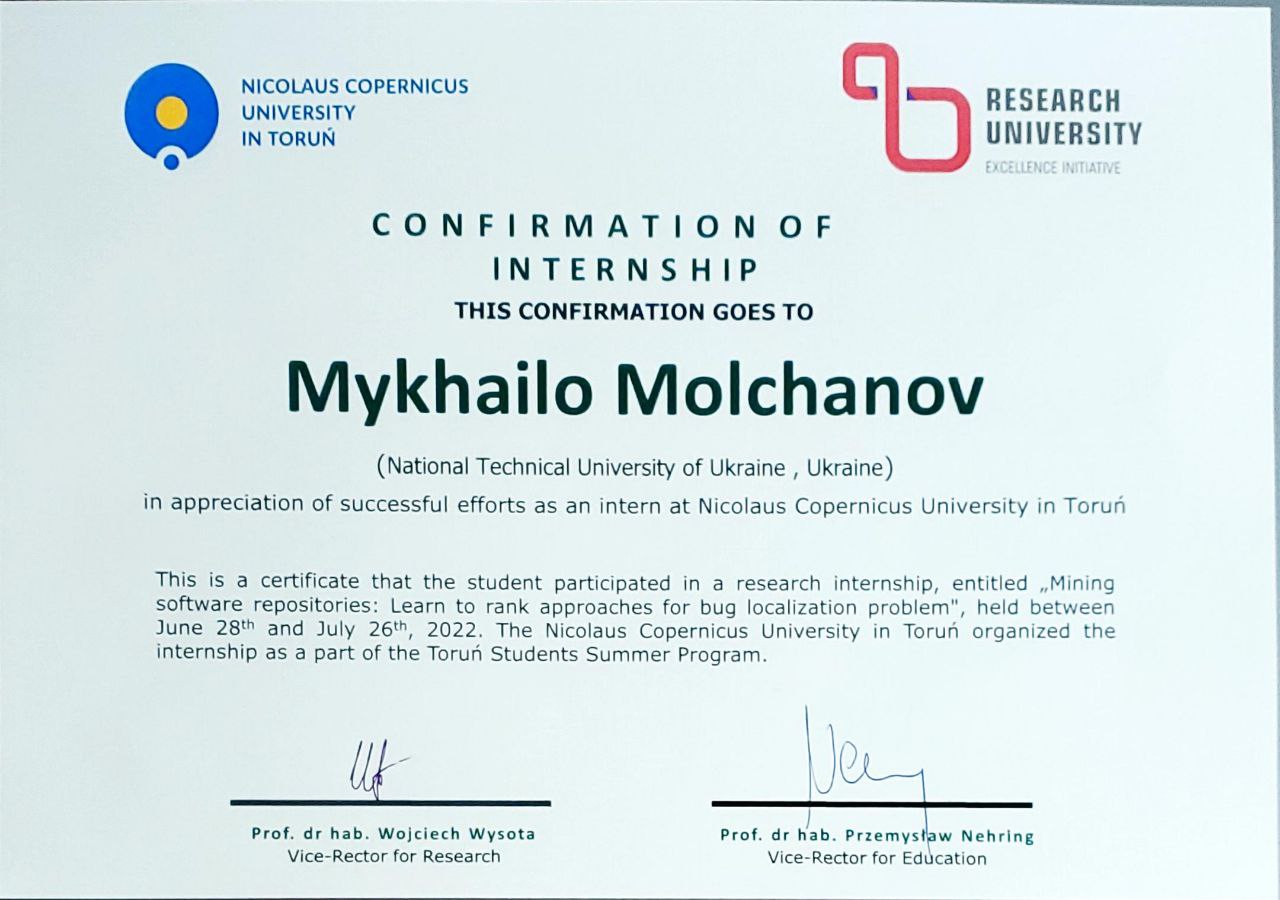 NICOLAUS COPERNICUS
UNIVERSITY
IN TORUŃ
RESEARCH
UNIVERSITY
EXCELLENCE INITIATIVE
CONFIRMATION OF
INTERNSHIP
THIS CONFIRMATION GOES TO
Mykhailo Molchanov
(National Technical University of Ukraine , Ukraine)
in appreciation of successful efforts as an intern at Nicolaus Copernicus University in Toruń
This is a certificate that the student participated in a research internship, entitled „Mining
software repositories: Learn to rank approaches for bug localization problem", held between
June 28th and July 26th, 2022. The Nicolaus Copernicus University in Toruń organized the
internship as a part of the Toruń Students Summer Program.
Prof. dr hab. Wojciech Wysota
Vice-Rector for Research
Prof. dr hab. Przemysław Nehring
Vice-Rector for Education